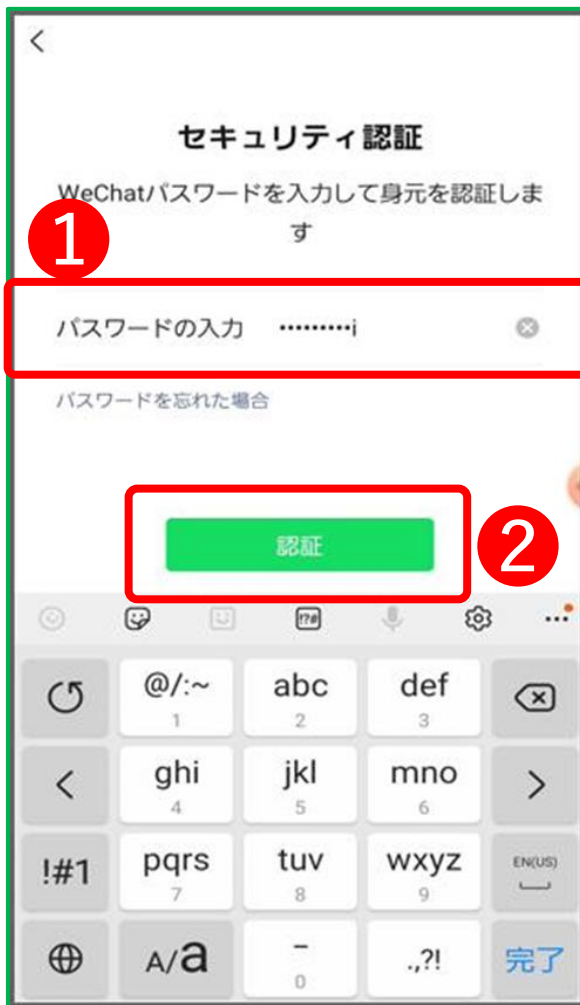 セキュリティ認証
WeChatパスワードを入力して身元を認証しま
す
1
パスワードの入力 •••••••••i
パスワードを忘れた場合
認証
2
!?#
@/:~ abc def
1 2 3
ghi jkl mno
4 5 6
!#1 pqrs tuv wxyz EN(US)
7 8 9
A/a – .,?! 完了
0